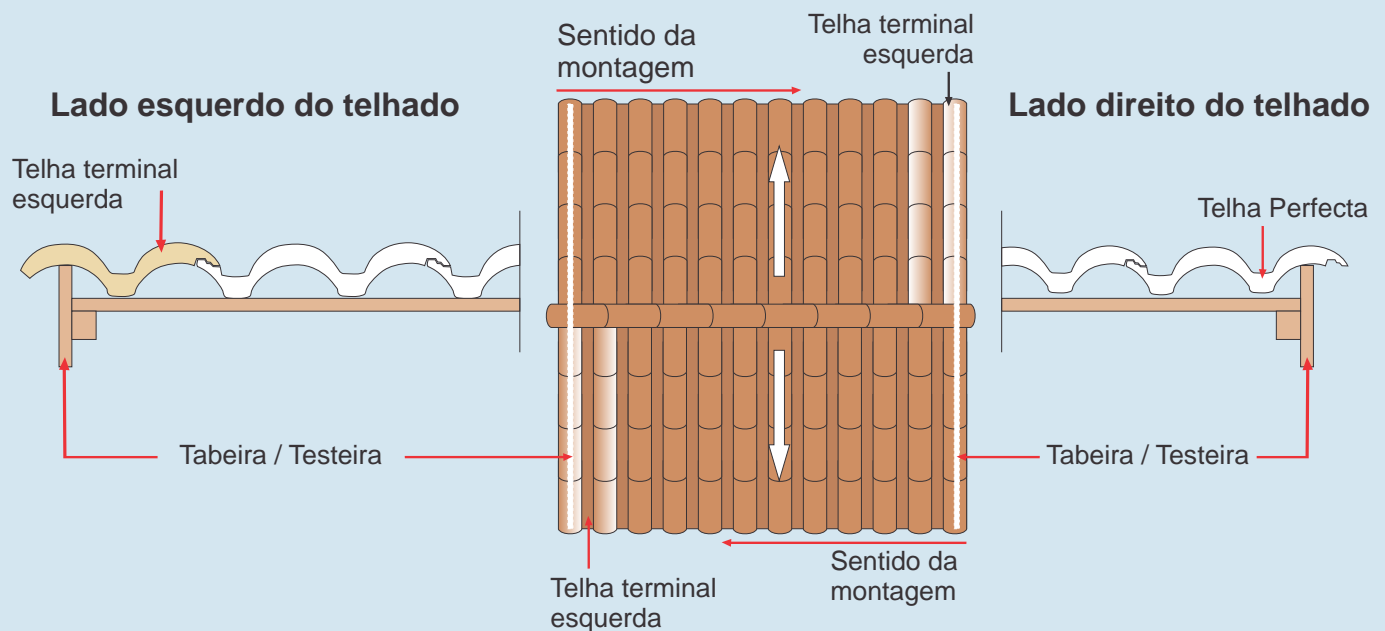 Sentido da
montagem
Telha terminal
esquerda
Lado esquerdo do telhado
Lado direito do telhado
Telha terminal
esquerda
Telha Perfecta
Tabeira / Testeira
Tabeira / Testeira
Sentido da
montagem
Telha terminal
esquerda